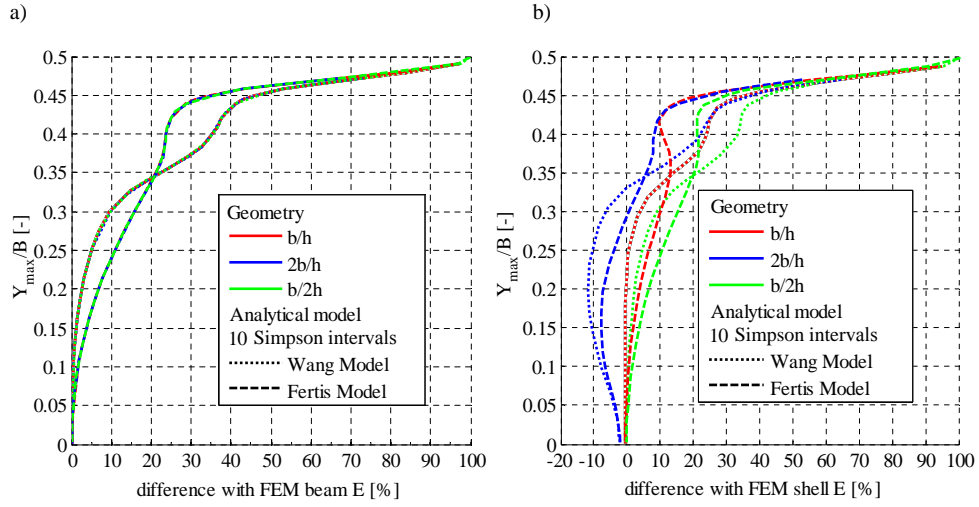 a)
0.5
0.45
0.4
0.35
0.3
0.25
0.2
0.15
0.1
0.05
0
Y_max/B [-]
0 10 20 30 40 50 60 70 80 90 100
difference with FEM beam E [%]
Geometry
b/h
2b/h
b/2h
Analytical model
10 Simpson intervals
Wang Model
Fertis Model
b)
0.5
0.45
0.4
0.35
0.3
0.25
0.2
0.15
0.1
0.05
0
Y_max/B [-]
-20 -10 0 10 20 30 40 50 60 70 80 90 100
difference with FEM shell E [%]
Geometry
b/h
2b/h
b/2h
Analytical model
10 Simpson intervals
Wang Model
Fertis Model